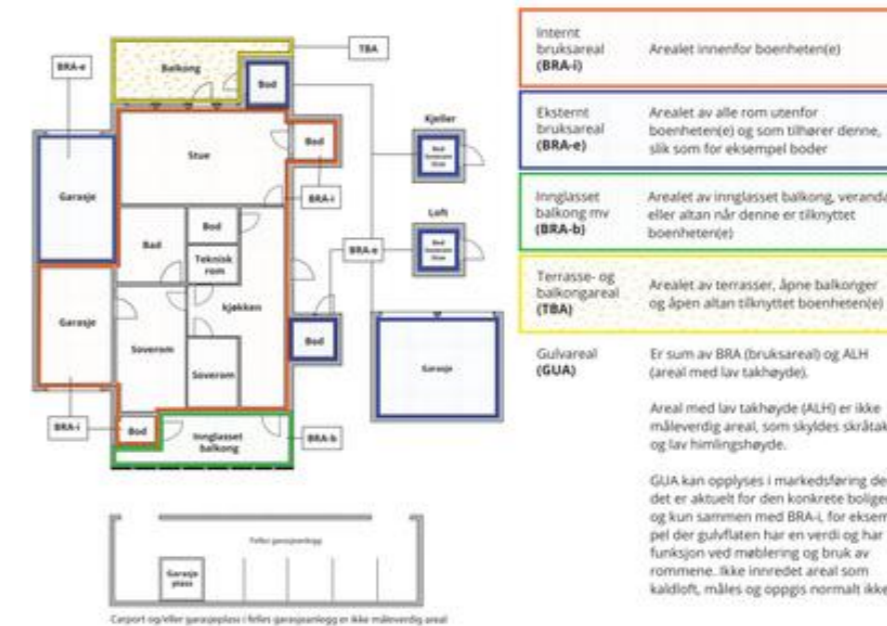 TBA
BRA-e
Balkong
Bod
Kjeller
Stue
Bod
Garasje
BRA-i
Loft
Bad
Bod
Teknisk
rom
BRA-e
Garasje
kjøkken
Soverom
Bod
Soverom
Garasje
BRA-i
Bod
Innglasset
balkong
BRA-b
Felles garasjeanlegg
Garasje
plass
Carport og/eller garasjeplass i felles garasjeanlegg er ikke måleverdig areal
Internt
bruksareal
(BRA-i)
Arealet innenfor boenheten(e)
Eksternt
bruksareal
(BRA-e)
Arealet av alle rom utenfor
boenheten(e) og som tilhører denne,
slik som for eksempel boder
Innglasset
balkong mv
(BRA-b)
Arealet av innglasset balkong, veranda
eller altan når denne er tilknyttet
boenheten(e)
Terrasse- og
balkongareal
(TBA)
Arealet av terrasser, åpne balkonger
og åpen altan tilknyttet boenheten(e)
Gulvareal
(GUA)
Er sum av BRA (bruksareal) og ALH
(areal med lav takhøyde).
Areal med lav takhøyde (ALH) er ikke
måleverdig areal, som skyldes skråtak
og lav himlingshøyde.
GUA kan opplyses i markedsføring de
det er aktuelt for den konkrete bolige
og kun sammen med BRA-i, for eksem
pel der gulvflaten har en verdi og har
funksjon ved møblering og bruk av
rommene. Ikke innredet areal som
kaldloft, måles og oppgis normalt ikke